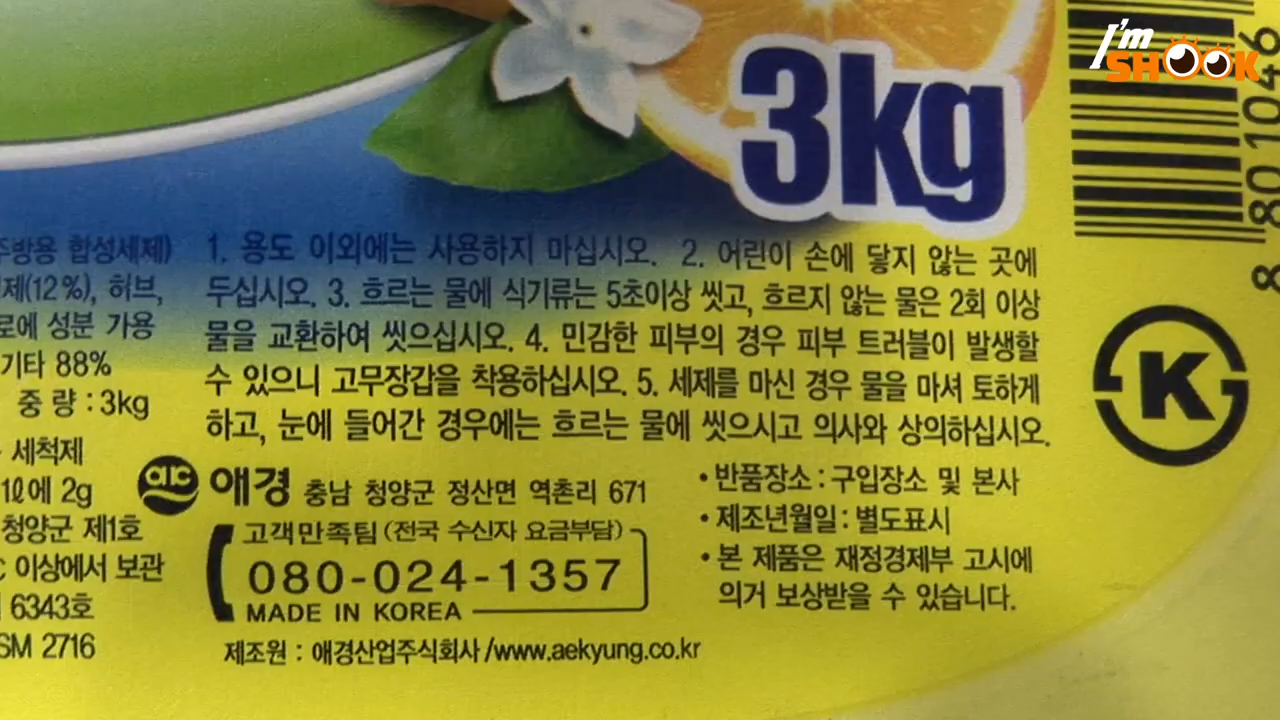 I'm
SHOOK
3kg
8 80 1046
주방용 합성세제)
제(12%), 허브,
성분 가용
기타 88%
중 량 : 3kg
세척제
1ℓ에 2g
청양군 제1호
이상에서 보관
6343호
SM 2716
1. 용도 이외에는 사용하지 마십시오. 2. 어린이 손에 닿지 않는 곳에
두십시오. 3. 흐르는 물에 식기류는 5초이상 씻고, 흐르지 않는 물은 2회 이상
물을 교환하여 씻으십시오. 4. 민감한 피부의 경우 피부 트러블이 발생할
수 있으니 고무장갑을 착용하십시오. 5. 세제를 마신 경우 물을 마셔 토하게
하고, 눈에 들어간 경우에는 흐르는 물에 씻으시고 의사와 상의하십시오.
애경 충남 청양군 정산면 역촌리 671
고객만족팀 (전국 수신자 요금부담)
080-024-1357
MADE IN KOREA
제조원 : 애경산업주식회사 /www.aekyung.co.kr
• 반품장소 : 구입장소 및 본사
• 제조년월일 : 별도표시
• 본 제품은 재정경제부 고시에
의거 보상받을 수 있습니다.
K